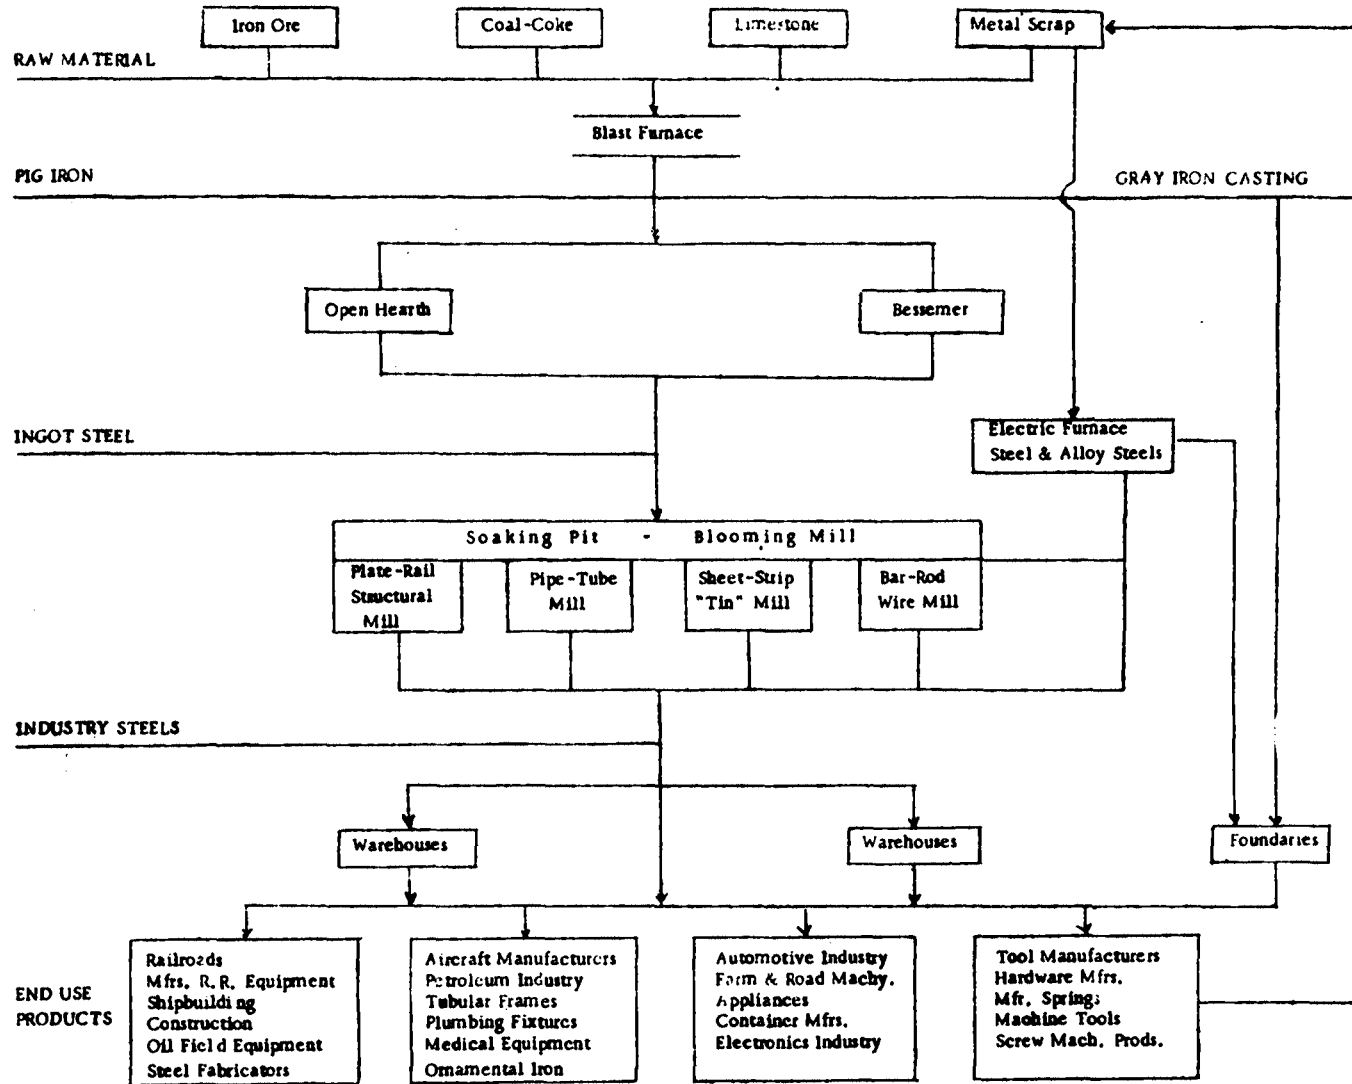 Iron Ore
Coal-Coke
Limestone
Metal Scrap
RAW MATERIAL
Blast Furnace
PIG IRON
GRAY IRON CASTING
Open Hearth
Bessemer
INGOT STEEL
Electric Furnace
Steel & Alloy Steels
Soaking Pit - Blooming Mill
Plate-Rail
Structural
Mill
Pipe-Tube
Mill
Sheet-Strip
"Tin" Mill
Bar-Rod
Wire Mill
INDUSTRY STEELS
Warehouses
Warehouses
Foundaries
END USE
PRODUCTS
Railroads
Mfrs. R.R. Equipment
Shipbuilding
Construction
Oil Field Equipment
Steel Fabricators
Aircraft Manufacturers
Petroleum Industry
Tubular Frames
Plumbing Fixtures
Medical Equipment
Ornamental Iron
Automotive Industry
Farm & Road Machy.
Appliances
Container Mfrs.
Electronics Industry
Tool Manufacturers
Hardware Mfrs.
Mfr. Springs
Machine Tools
Screw Mach. Prods.